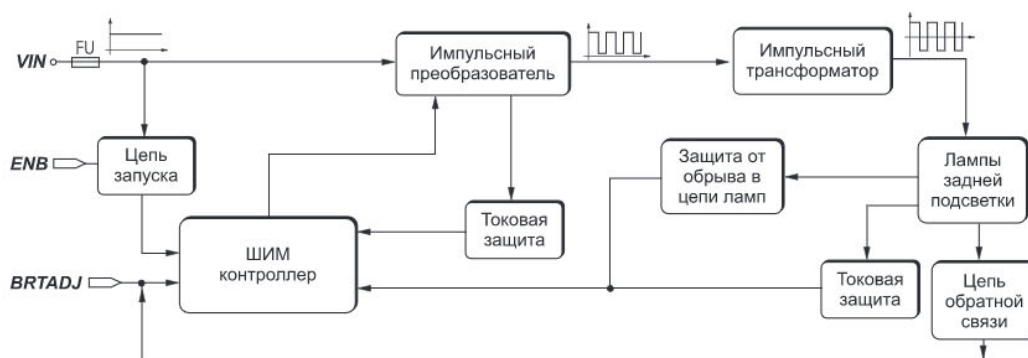 FU
VIN
Импульсный
преобразователь
Импульсный
трансформатор
ENB
Цепь
запуска
Защита от
обрыва в
цепи ламп
Лампы
задней
подсветки
Токовая
защита
ШИМ
контроллер
BRTADJ
Токовая
защита
Цепь
обратной
связи